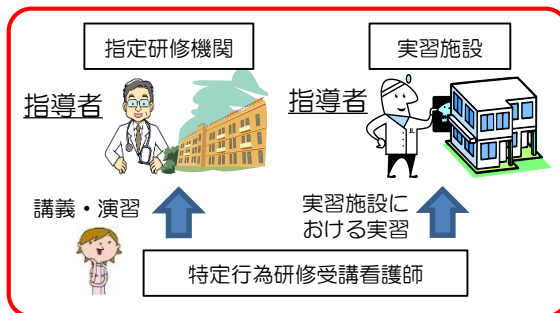 指定研修機関
実習施設
指導者
指導者
講義・演習
実習施設に
おける実習
特定行為研修受講看護師